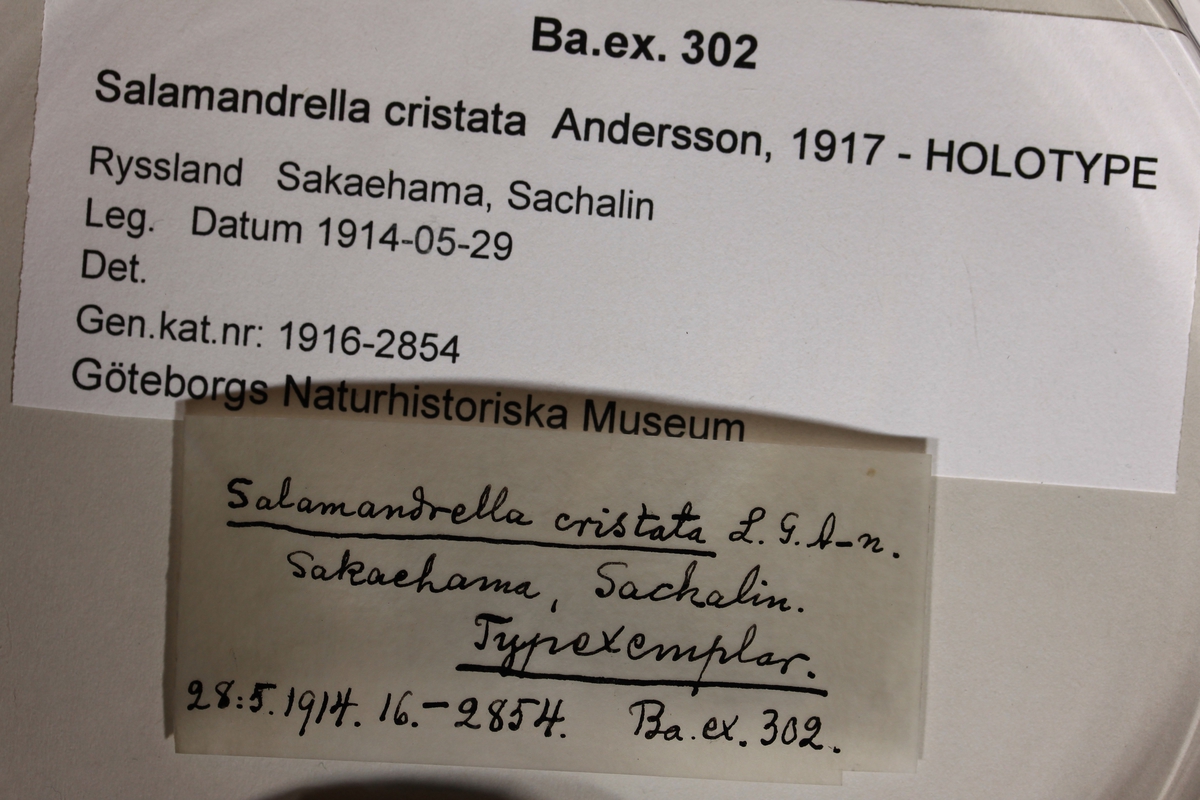 Ba.ex. 302
Salamandrella cristata Andersson, 1917 - HOLOTYPE
Ryssland Sakaehama, Sachalin
Leg. Datum 1914-05-29
Det.
Gen.kat.nr: 1916-2854
Göteborgs Naturhistoriska Museum
Salamandrella cristata L. G. A-n.
Sakaehama, Sachalin.
Typexemplar.
28:5.1914. 16.-2854. Ba.ex. 302.